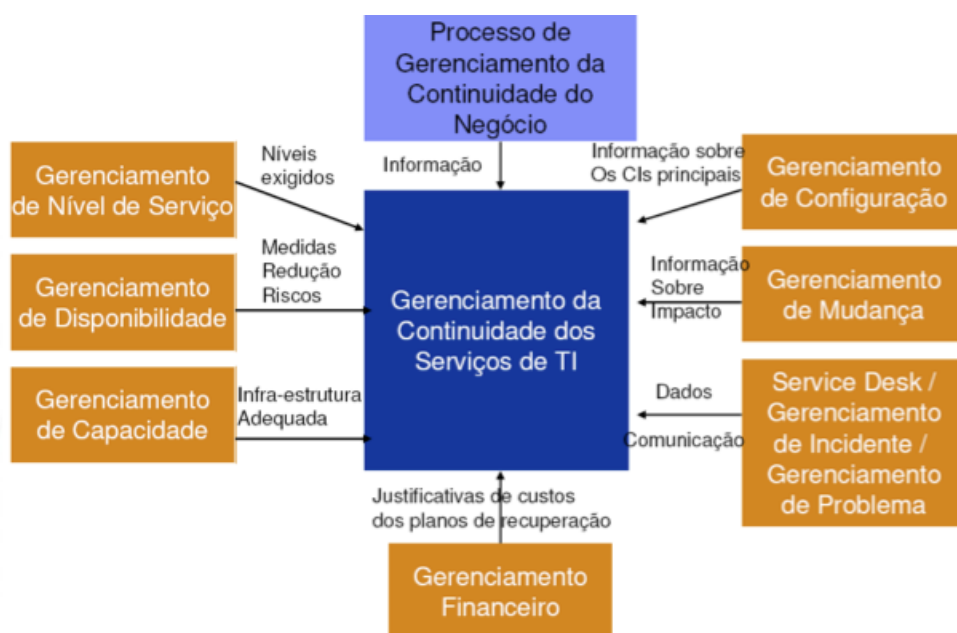 Processo de
Gerenciamento da
Continuidade do
Negócio
Informação
Níveis
exigidos
Gerenciamento
de Nível de Serviço
Informação sobre
Os CIs principais
Gerenciamento
de Configuração
Medidas
Redução
Riscos
Gerenciamento
de Disponibilidade
Gerenciamento da
Continuidade dos
Serviços de TI
Informação
Sobre
Impacto
Gerenciamento
de Mudança
Infra-estrutura
Adequada
Gerenciamento
de Capacidade
Dados
Comunicação
Service Desk /
Gerenciamento
de Incidente /
Gerenciamento
de Problema
Justificativas de custos
dos planos de recuperação
Gerenciamento
Financeiro